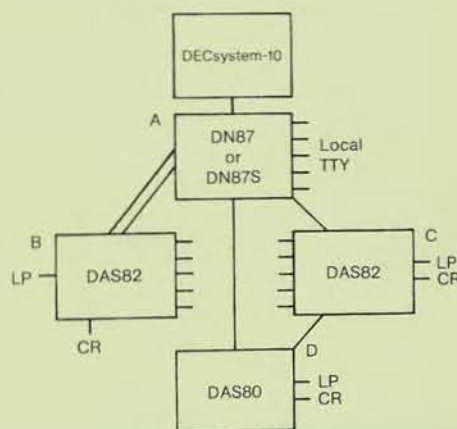 DECsystem-10
A
DN87
or
DN87S
Local
TTY
B
LP
DAS82
CR
C
DAS82
LP
CR
D
DAS80
LP
CR